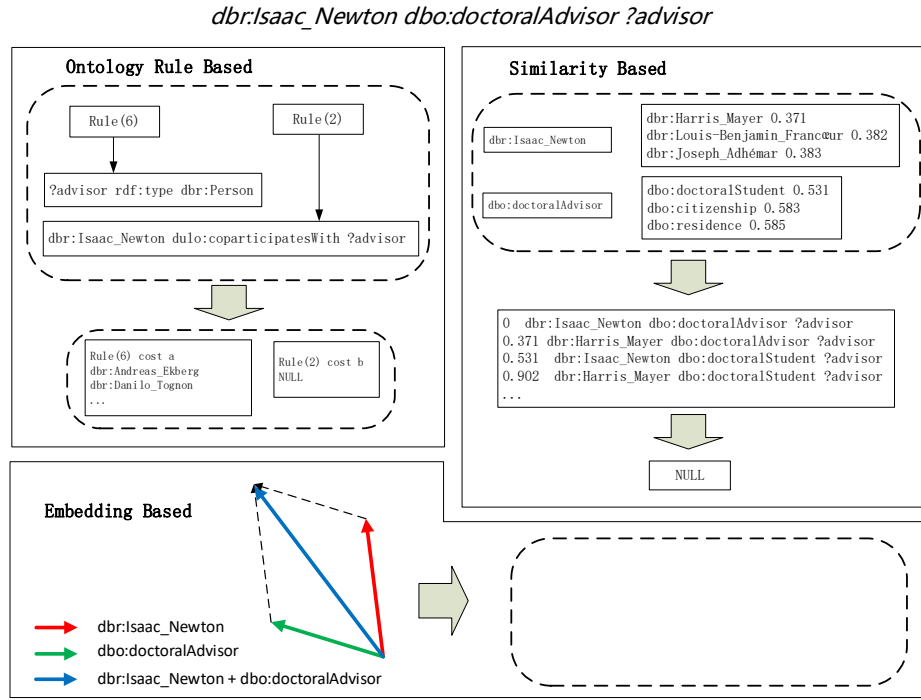 dbr:Isaac_Newton dbo:doctoralAdvisor ?advisor
Ontology Rule Based
Rule(6)
Rule(2)
?advisor rdf:type dbr:Person
dbr:Isaac_Newton dulo:coparticipatesWith ?advisor
Rule(6) cost a
dbr:Andreas_Ekberg
dbr:Danilo_Tognon
...
Rule(2) cost b
NULL
Similarity Based
dbr:Isaac_Newton
dbr:Harris_Mayer 0.371
dbr:Louis-Benjamin_Francœur 0.382
dbr:Joseph_Adhémar 0.383
dbo:doctoralAdvisor
dbo:doctoralStudent 0.531
dbo:citizenship 0.583
dbo:residence 0.585
0 dbr:Isaac_Newton dbo:doctoralAdvisor ?advisor
0.371 dbr:Harris_Mayer dbo:doctoralAdvisor ?advisor
0.531 dbr:Isaac_Newton dbo:doctoralStudent ?advisor
0.902 dbr:Harris_Mayer dbo:doctoralStudent ?advisor
...
NULL
Embedding Based
dbr:Isaac_Newton
dbo:doctoralAdvisor
dbr:Isaac_Newton + dbo:doctoralAdvisor